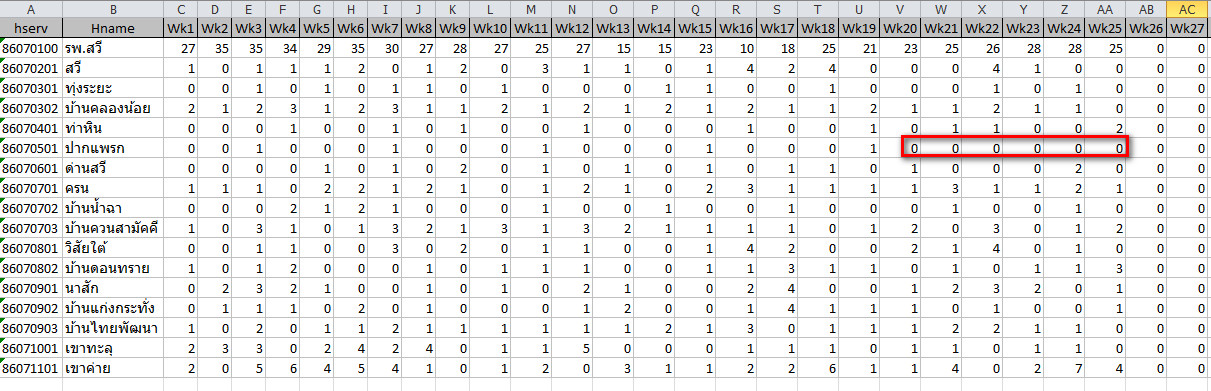 A B C D E F G H I J K L M N O P Q R S T U V W X Y Z AA AB AC
hserv Hname Wk1 Wk2 Wk3 Wk4 Wk5 Wk6 Wk7 Wk8 Wk9 Wk10 Wk11 Wk12 Wk13 Wk14 Wk15 Wk16 Wk17 Wk18 Wk19 Wk20 Wk21 Wk22 Wk23 Wk24 Wk25 Wk26 Wk27
86070100 รพ.สวี 27 35 35 34 29 35 30 27 28 27 25 27 15 15 23 10 18 25 21 23 25 26 28 28 25 0 0
86070201 สวี 1 0 1 1 1 2 0 1 2 0 3 1 1 0 1 4 2 4 0 0 0 4 1 0 0 0 0
86070301 ทุ่งระยะ 0 0 1 0 1 0 1 1 0 1 0 0 0 1 1 0 1 1 0 0 0 1 0 1 0 0 0
86070302 บ้านคลองน้อย 2 1 2 3 1 2 3 1 1 2 1 2 1 2 1 2 1 1 2 1 1 2 1 1 0 0 0
86070401 ท่าหิน 0 0 0 1 0 0 1 0 1 0 0 1 0 0 0 1 0 0 1 0 1 1 0 0 2 0 0
86070501 ปากแพรก 0 0 1 0 0 0 1 0 0 1 0 1 0 0 0 1 0 0 1 0 0 0 0 0 0 0 0
86070601 ด่านสวี 0 0 0 0 1 0 1 0 2 0 1 0 1 0 1 0 1 1 0 1 0 0 0 2 0 0 0
86070701 ครน 1 1 1 0 2 2 1 2 1 0 1 2 1 0 2 3 1 1 1 1 3 1 1 2 1 0 0
86070702 บ้านน้ำฉา 0 0 0 2 1 2 1 0 0 0 1 0 0 1 0 0 0 1 0 0 1 0 0 1 0 0 0
86070703 บ้านควนสามัคคี 1 0 3 1 0 1 3 2 1 3 1 3 2 1 1 1 1 0 1 2 0 3 0 1 2 0 0
86070801 วิสัยใต้ 0 0 1 1 0 0 3 0 2 0 1 1 0 0 1 4 2 0 0 2 1 4 0 1 0 0 0
86070802 บ้านดอนทราย 1 0 1 2 0 0 0 1 0 1 1 1 0 0 1 1 3 1 1 0 1 0 1 1 3 0 0
86070901 นาสัก 0 2 3 2 1 0 0 1 1 0 1 2 0 1 0 2 4 0 0 1 2 3 2 0 1 0 0
86070902 บ้านแก่งกระทั่ง 0 1 1 1 0 2 0 1 0 0 0 1 2 0 0 1 4 1 1 1 0 1 0 0 1 0 0
86070903 บ้านไทยพัฒนา 1 0 2 0 1 1 2 1 1 1 1 1 1 2 1 3 0 1 1 1 2 2 1 1 0 0 0
86071001 เขาทะลุ 2 3 3 0 2 4 2 4 0 1 1 5 0 0 0 1 1 1 0 1 1 0 1 1 0 0 0
86071101 เขาค่าย 2 0 5 6 4 5 4 1 0 1 2 0 3 1 1 2 2 6 1 1 4 0 2 7 4 0 0